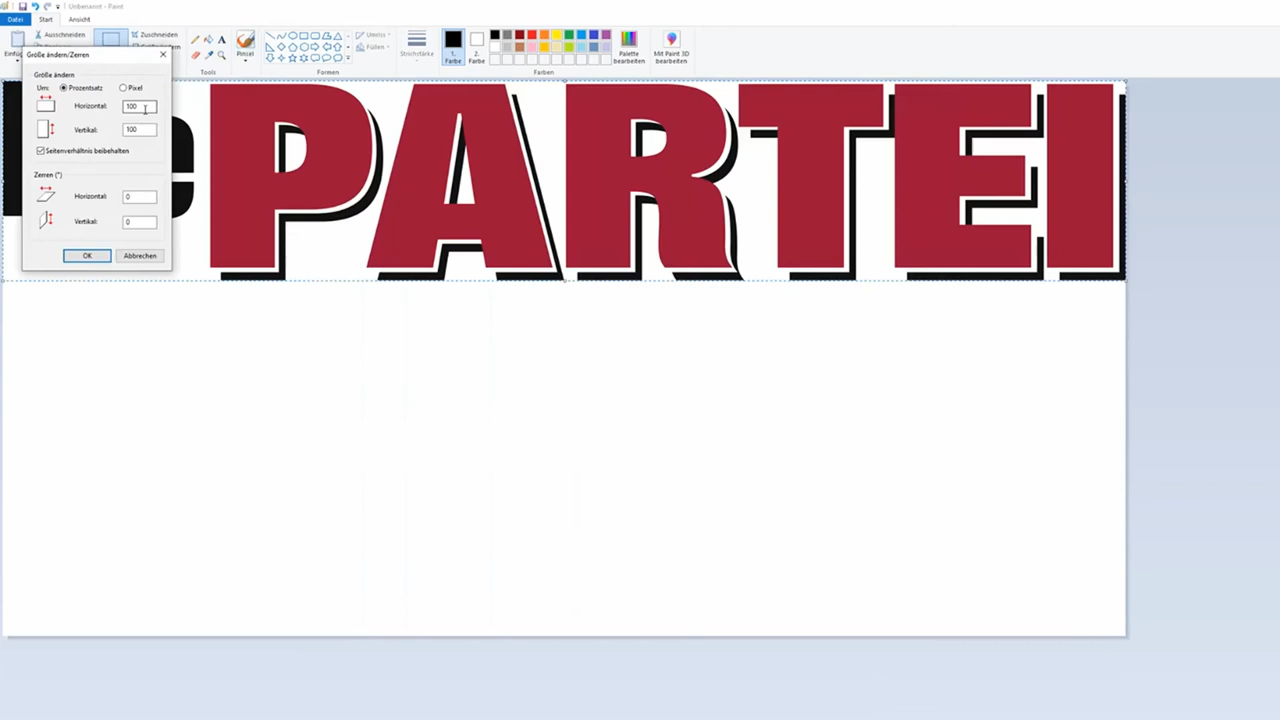 Unbenannt - Paint
Datei Start Ansicht
Ausschneiden Zuschneiden Umriss
Füllen
Pinsel Strichstärke 1. Farbe 2. Farbe Palette bearbeiten Mit Paint 3D bearbeiten
Tools Formen Farben
Größe ändern/Zerren
Größe ändern
Um: Prozentsatz Pixel
Horizontal: 100
Vertikal: 100
Seitenverhältnis beibehalten
Zerren (°)
Horizontal: 0
Vertikal: 0
OK Abbrechen
PARTEI